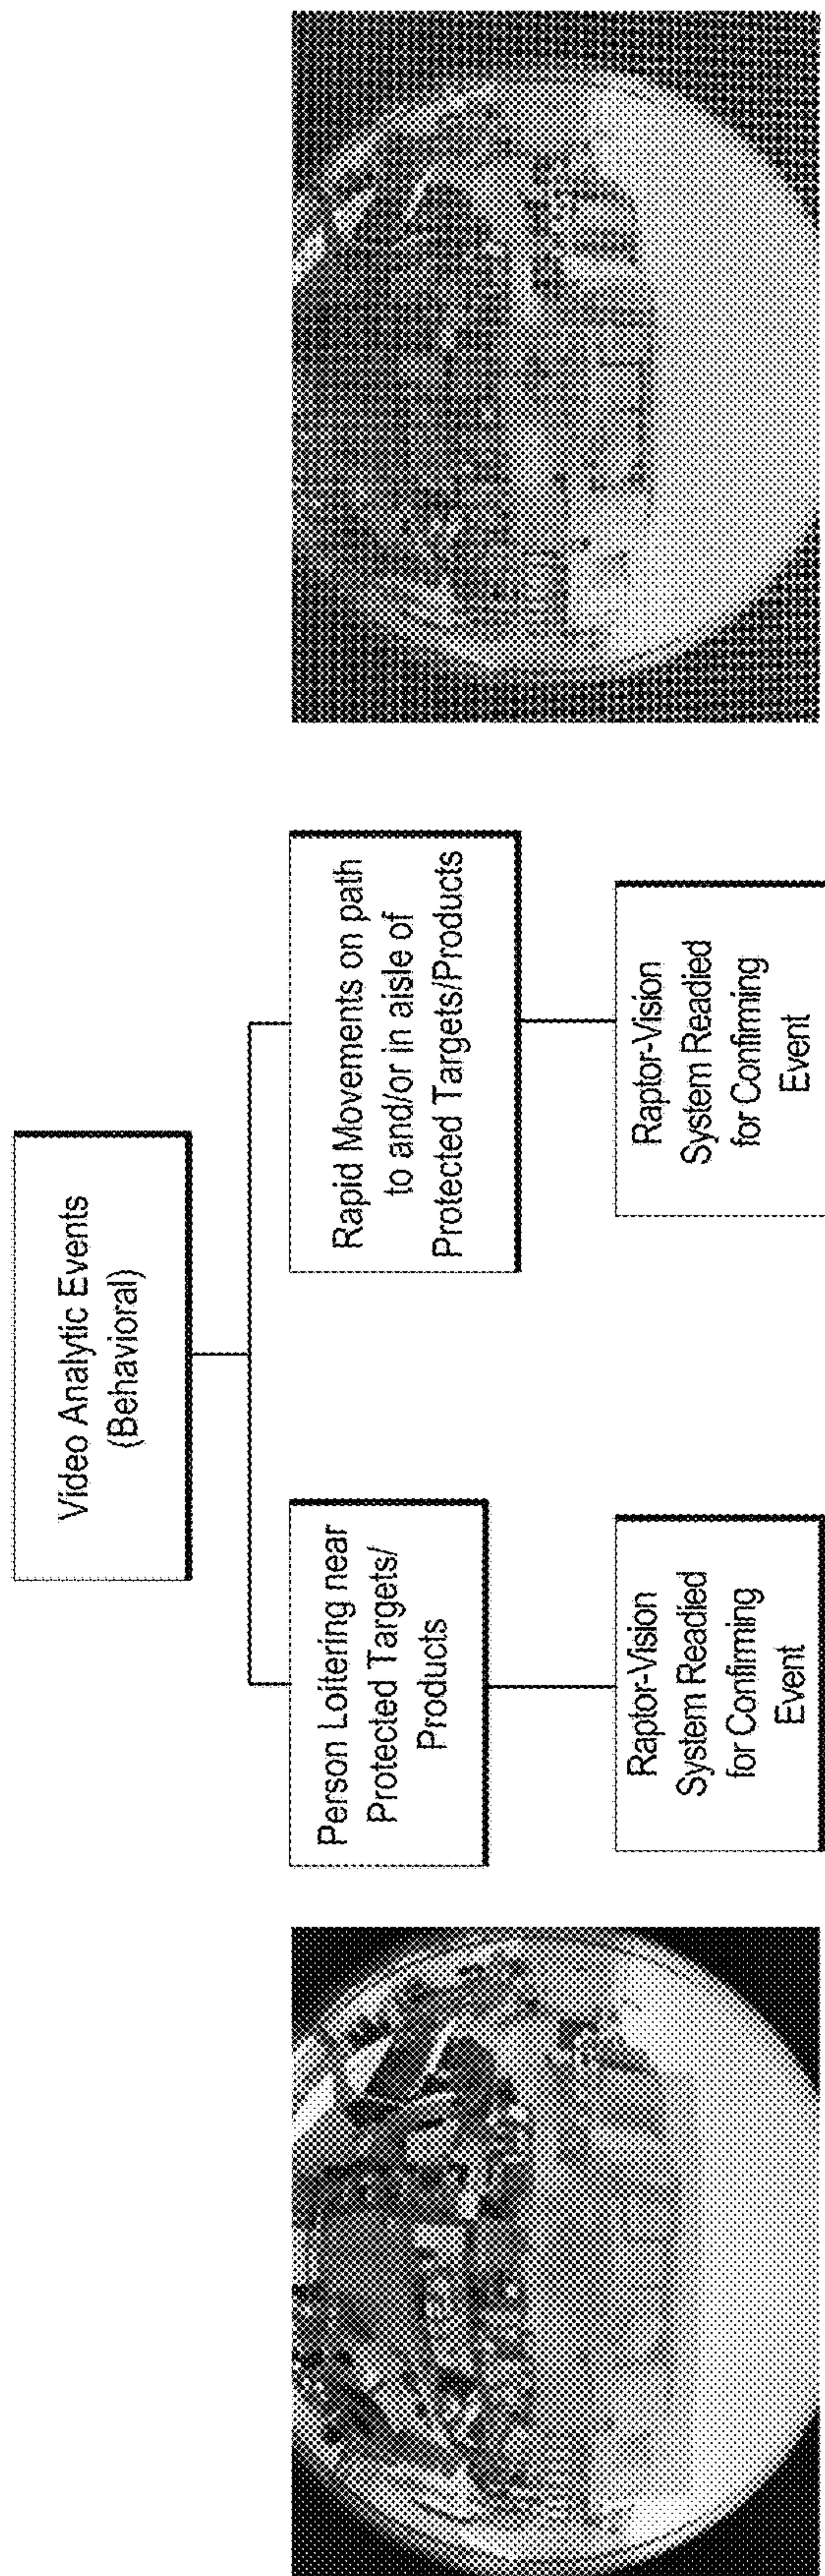 Video Analytic Events
(Behavioral)
Person Loitering near
Protected Targets/
Products
Rapid Movements on path
to and/or in aisle of
Protected Targets/Products
Raptor-Vision
System Readied
for Confirming
Event
Raptor-Vision
System Readied
for Confirming
Event